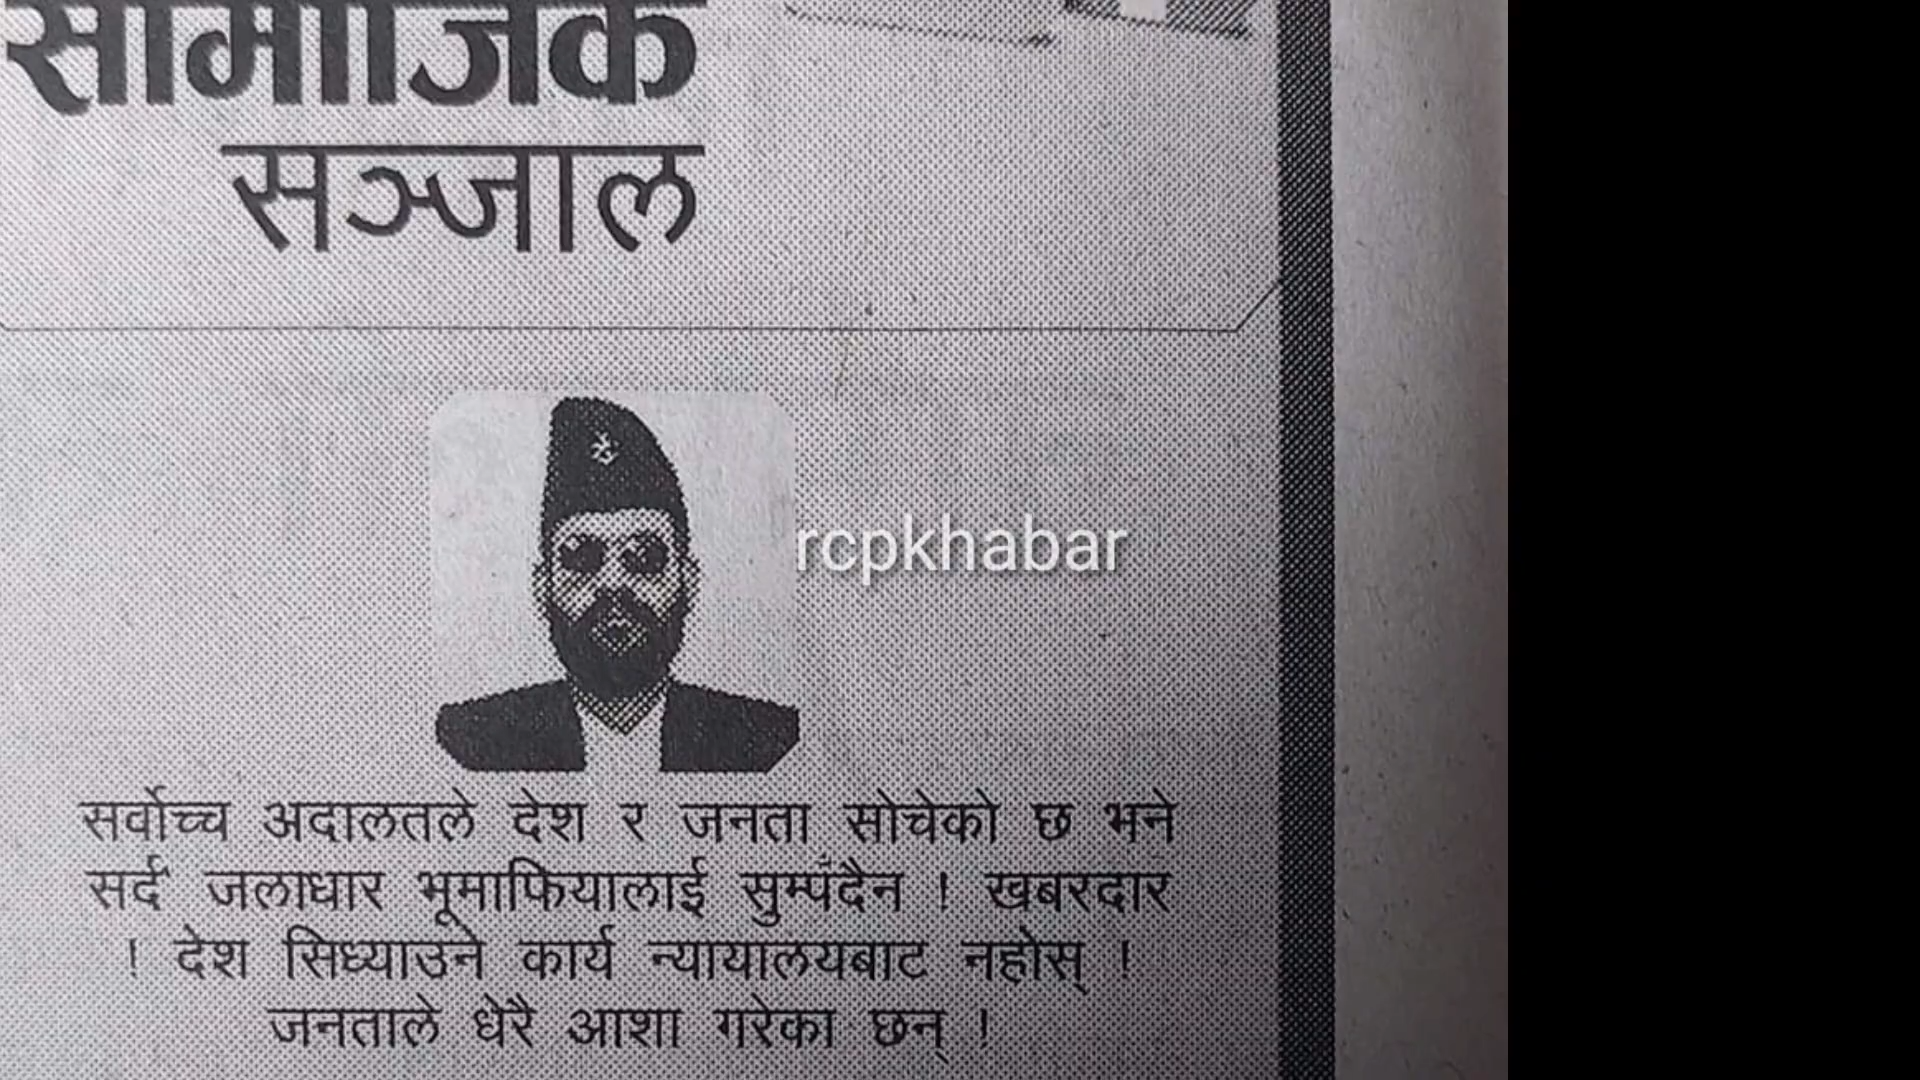 सामाजिक
सञ्जाल
rcpkhabar
सर्वोच्च अदालतले देश र जनता सोचेको छ भने
सर्द जलाधार भूमाफियालाई सुम्पँदैन ! खबरदार
! देश सिध्याउने कार्य न्यायालयबाट नहोस् !
जनताले धेरै आशा गरेका छन् !